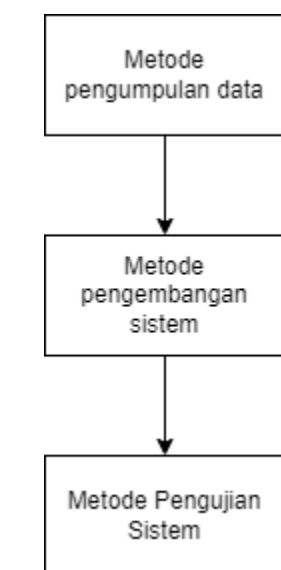 Metode
pengumpulan data
Metode
pengembangan
sistem
Metode Pengujian
Sistem